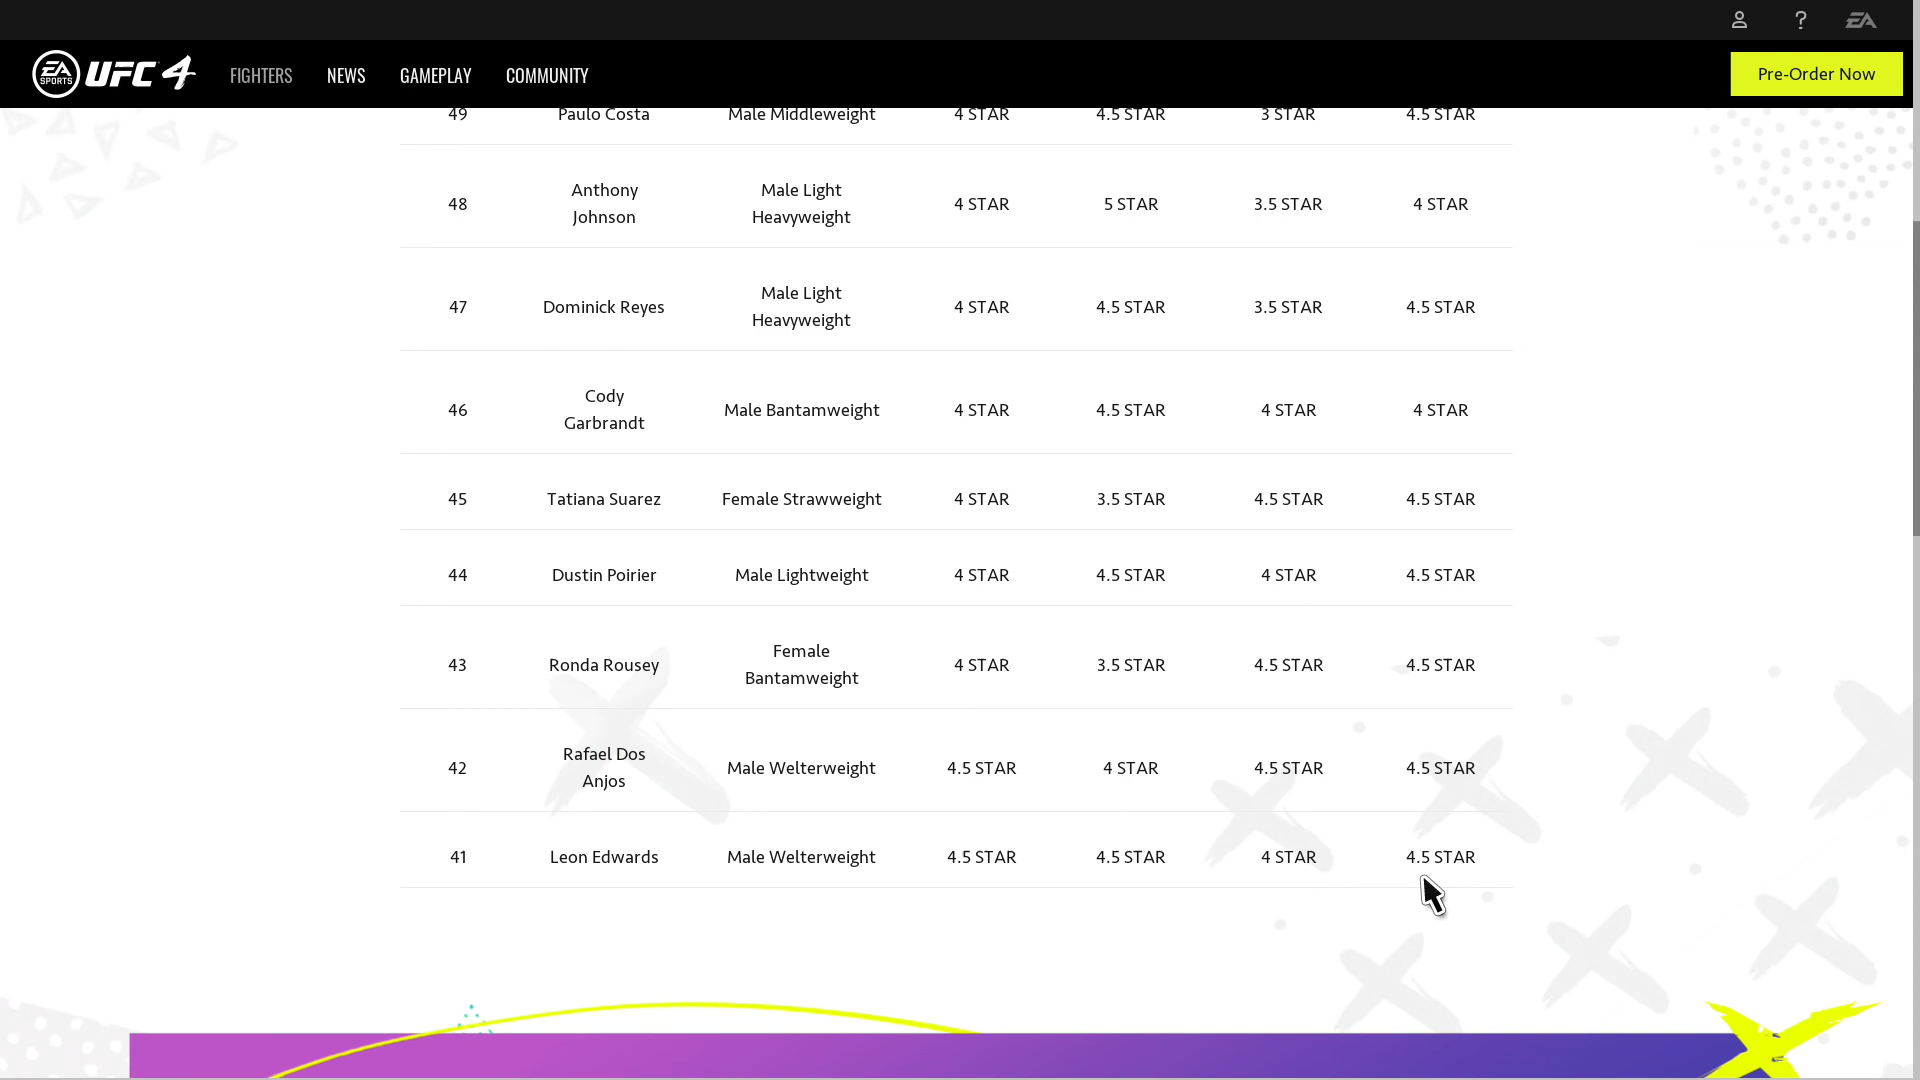 EA SPORTS UFC 4 FIGHTERS NEWS GAMEPLAY COMMUNITY Pre-Order Now
49 Paulo Costa Male Middleweight 4 STAR 4.5 STAR 3 STAR 4.5 STAR
Anthony Male Light
48 4 STAR 5 STAR 3.5 STAR 4 STAR
Johnson Heavyweight
Male Light
47 Dominick Reyes 4 STAR 4.5 STAR 3.5 STAR 4.5 STAR
Heavyweight
Cody
46 Male Bantamweight 4 STAR 4.5 STAR 4 STAR 4 STAR
Garbrandt
45 Tatiana Suarez Female Strawweight 4 STAR 3.5 STAR 4.5 STAR 4.5 STAR
44 Dustin Poirier Male Lightweight 4 STAR 4.5 STAR 4 STAR 4.5 STAR
Female
43 Ronda Rousey 4 STAR 3.5 STAR 4.5 STAR 4.5 STAR
Bantamweight
Rafael Dos
42 Male Welterweight 4.5 STAR 4 STAR 4.5 STAR 4.5 STAR
Anjos
41 Leon Edwards Male Welterweight 4.5 STAR 4.5 STAR 4 STAR 4.5 STAR